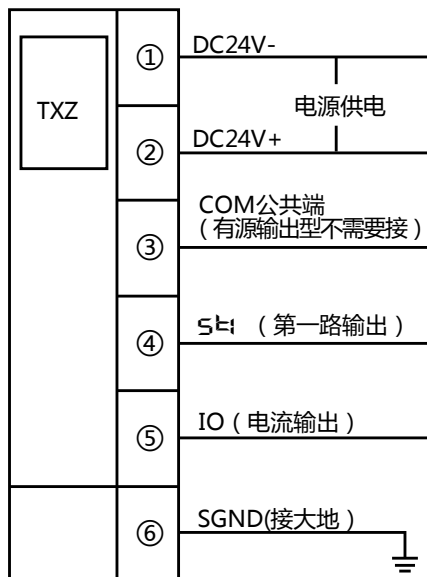 TXZ
① DC24V-
电源供电
② DC24V+
COM公共端
③ （有源输出型不需要接）
④ St1 （第一路输出）
⑤ IO（电流输出）
⑥ SGND(接大地）